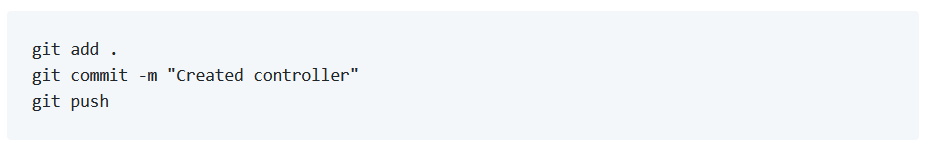 git add .
git commit -m "Created controller"
git push